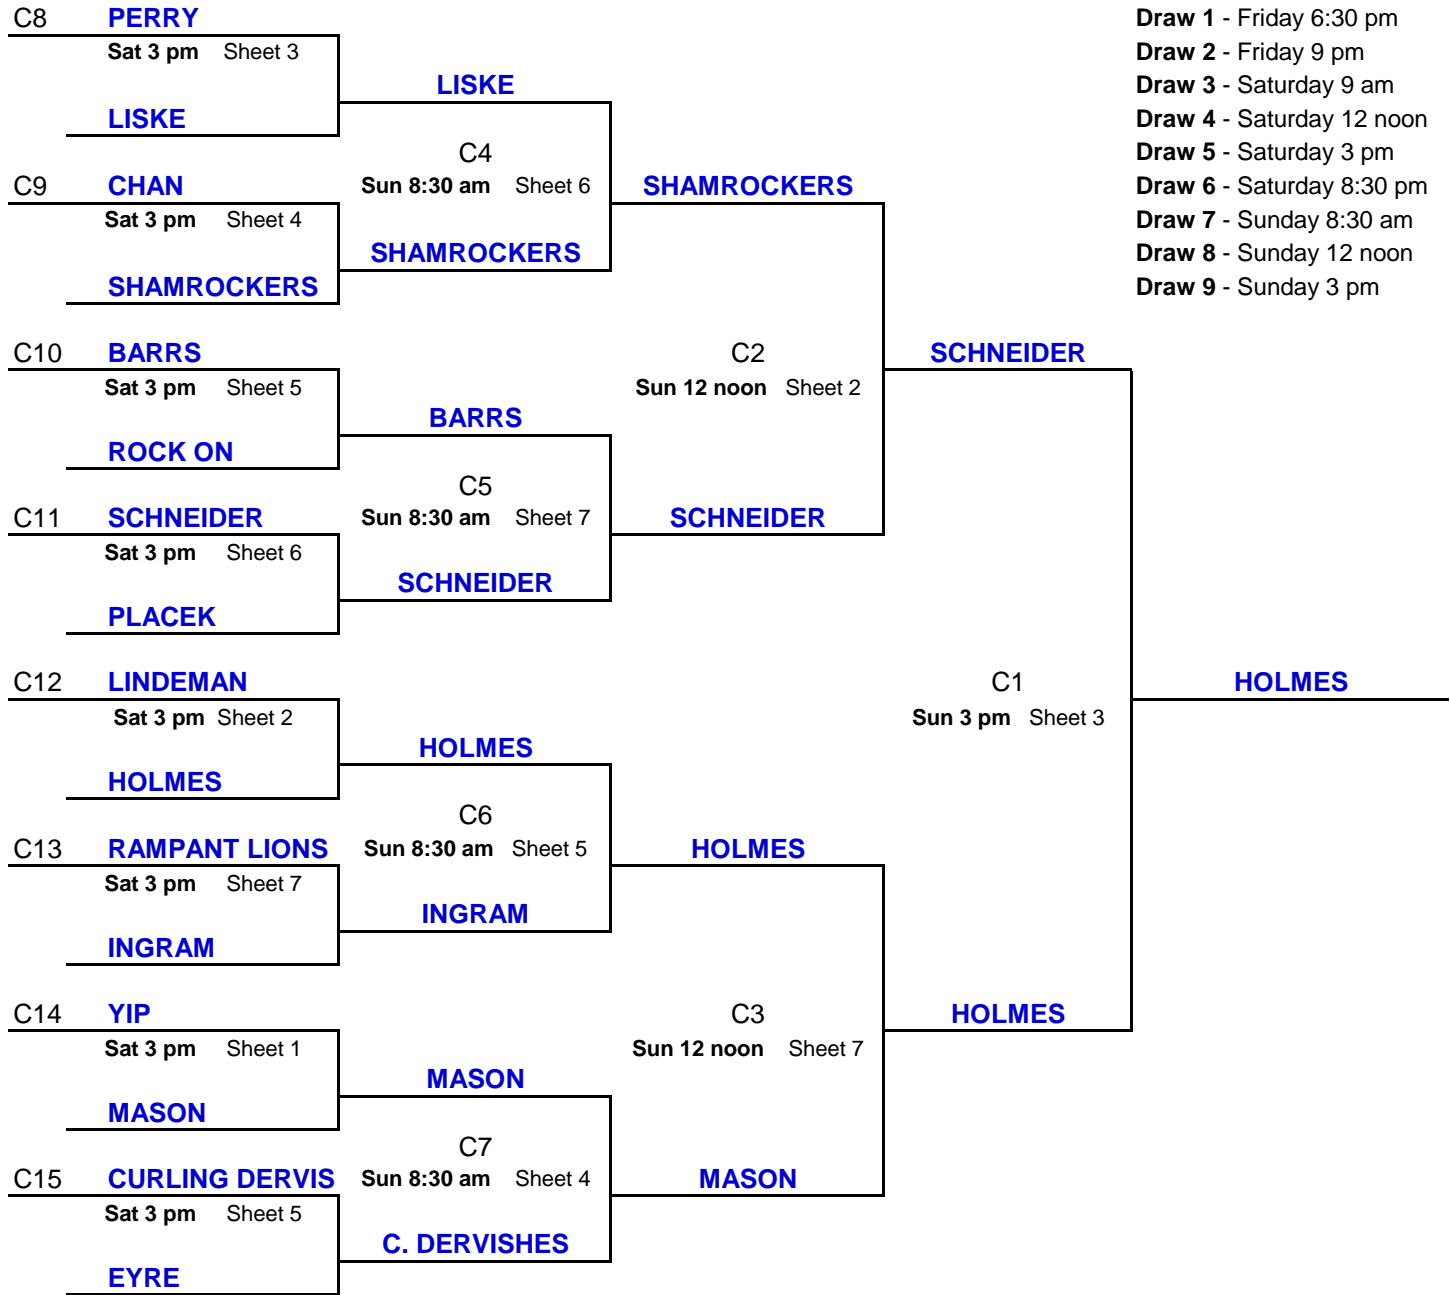 C8 PERRY
Draw 1 - Friday 6:30 pm
Sat 3 pm Sheet 3
Draw 2 - Friday 9 pm
LISKE
Draw 3 - Saturday 9 am
LISKE
Draw 4 - Saturday 12 noon
C4
Draw 5 - Saturday 3 pm
C9 CHAN
Sun 8:30 am Sheet 6
SHAMROCKERS
Draw 6 - Saturday 8:30 pm
Sat 3 pm Sheet 4
Draw 7 - Sunday 8:30 am
SHAMROCKERS
Draw 8 - Sunday 12 noon
SHAMROCKERS
Draw 9 - Sunday 3 pm
C10 BARRS
C2
SCHNEIDER
Sat 3 pm Sheet 5
Sun 12 noon Sheet 2
BARRS
ROCK ON
C5
C11 SCHNEIDER
Sun 8:30 am Sheet 7
SCHNEIDER
Sat 3 pm Sheet 6
SCHNEIDER
PLACEK
C12 LINDEMAN
C1
HOLMES
Sat 3 pm Sheet 2
Sun 3 pm Sheet 3
HOLMES
HOLMES
C6
C13 RAMPANT LIONS
Sun 8:30 am Sheet 5
HOLMES
Sat 3 pm Sheet 7
INGRAM
INGRAM
C14 YIP
C3
HOLMES
Sat 3 pm Sheet 1
Sun 12 noon Sheet 7
MASON
MASON
C7
C15 CURLING DERVIS
Sun 8:30 am Sheet 4
MASON
Sat 3 pm Sheet 5
C. DERVISHES
EYRE